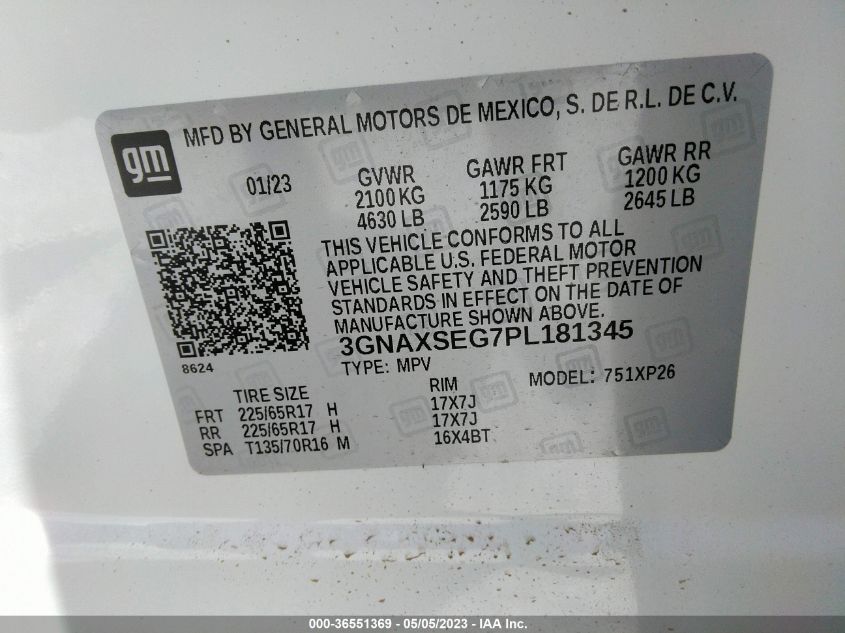 gm
MFD BY GENERAL MOTORS DE MEXICO, S. DE R.L. DE C.V.
01/23 GVWR GAWR FRT GAWR RR
2100 KG 1175 KG 1200 KG
4630 LB 2590 LB 2645 LB
THIS VEHICLE CONFORMS TO ALL
APPLICABLE U.S. FEDERAL MOTOR
VEHICLE SAFETY AND THEFT PREVENTION
STANDARDS IN EFFECT ON THE DATE OF
MANUFACTURE SHOWN ABOVE.
3GNAXSEG7PL181345
8624
TYPE: MPV MODEL: 751XP26
TIRE SIZE RIM
FRT 225/65R17 H 17X7J
RR 225/65R17 H 17X7J
SPA T135/70R16 M 16X4BT
000-36551369 - 05/05/2023 - IAA Inc.